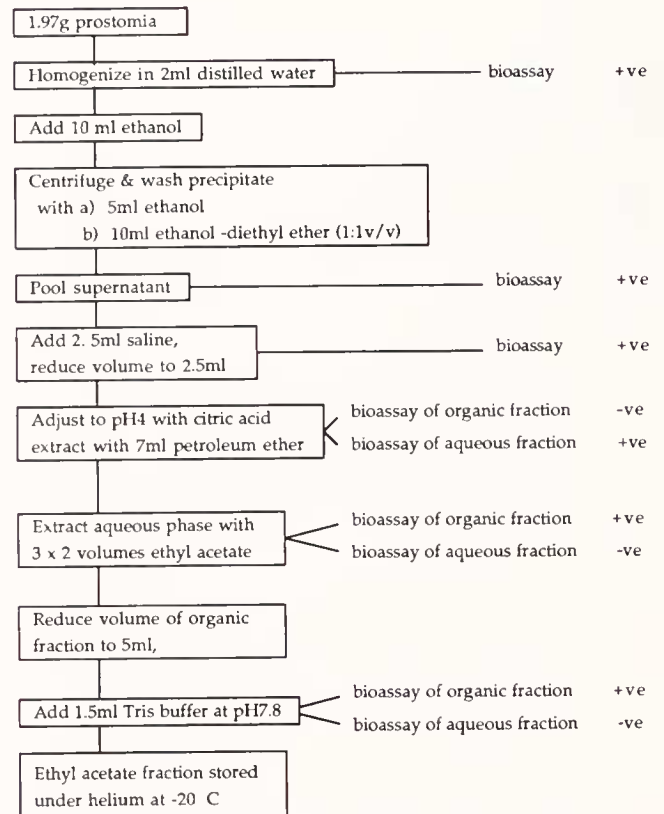 1.97g prostomia
Homogenize in 2ml distilled water bioassay +ve
Add 10 ml ethanol
Centrifuge & wash precipitate
with a) 5ml ethanol
b) 10ml ethanol -diethyl ether (1:1v/v)
Pool supernatant bioassay +ve
Add 2. 5ml saline,
reduce volume to 2.5ml bioassay +ve
Adjust to pH4 with citric acid
extract with 7ml petroleum ether
bioassay of organic fraction -ve
bioassay of aqueous fraction +ve
Extract aqueous phase with
3 x 2 volumes ethyl acetate
bioassay of organic fraction +ve
bioassay of aqueous fraction -ve
Reduce volume of organic
fraction to 5ml,
Add 1.5ml Tris buffer at pH7.8
bioassay of organic fraction +ve
bioassay of aqueous fraction -ve
Ethyl acetate fraction stored
under helium at -20 C